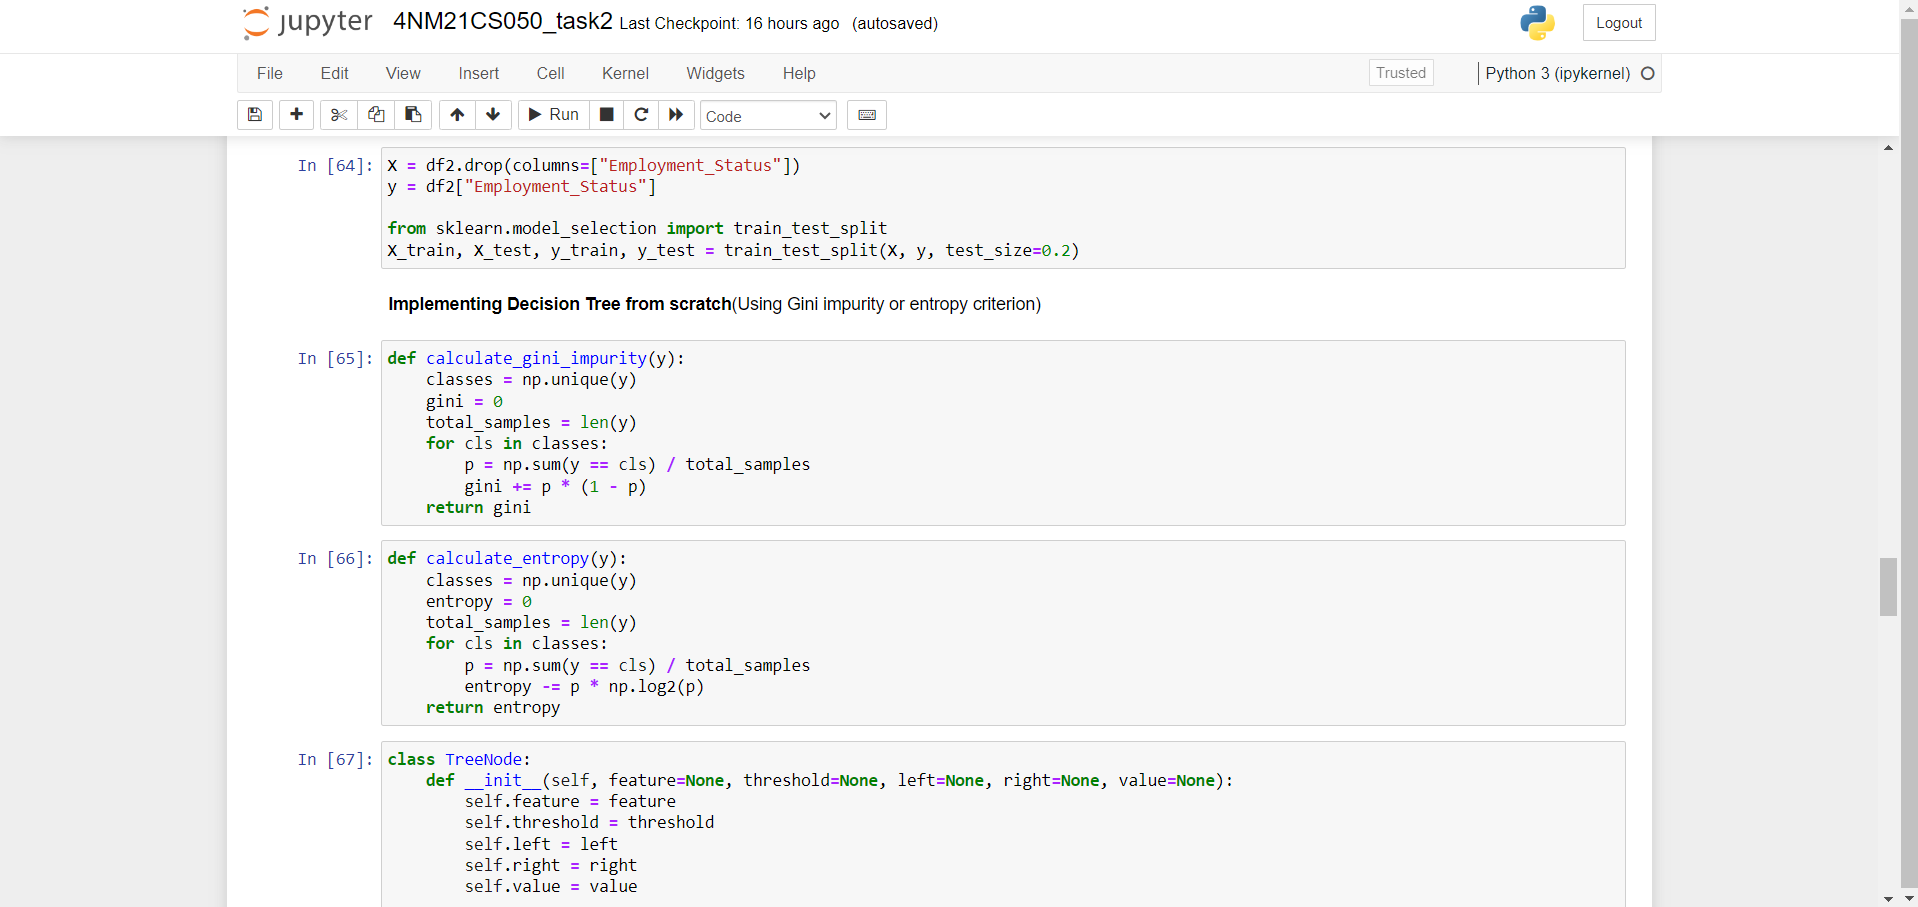 jupyter 4NM21CS050_task2 Last Checkpoint: 16 hours ago (autosaved)
Logout
File Edit View Insert Cell Kernel Widgets Help
Trusted Python 3 (ipykernel)
Run Code
In [64]:
X = df2.drop(columns=["Employment_Status"])
y = df2["Employment_Status"]
from sklearn.model_selection import train_test_split
X_train, X_test, y_train, y_test = train_test_split(X, y, test_size=0.2)
Implementing Decision Tree from scratch(Using Gini impurity or entropy criterion)
In [65]:
def calculate_gini_impurity(y):
    classes = np.unique(y)
    gini = 0
    total_samples = len(y)
    for cls in classes:
        p = np.sum(y == cls) / total_samples
        gini += p * (1 - p)
    return gini
In [66]:
def calculate_entropy(y):
    classes = np.unique(y)
    entropy = 0
    total_samples = len(y)
    for cls in classes:
        p = np.sum(y == cls) / total_samples
        entropy -= p * np.log2(p)
    return entropy
In [67]:
class TreeNode:
    def __init__(self, feature=None, threshold=None, left=None, right=None, value=None):
        self.feature = feature
        self.threshold = threshold
        self.left = left
        self.right = right
        self.value = value